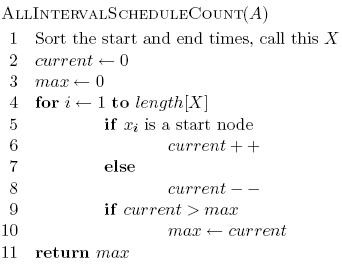 ALLINTERVALSCHEDULECOUNT(A)
1 Sort the start and end times, call this X
2 current ← 0
3 max ← 0
4 for i ← 1 to length[X]
5 if xᵢ is a start node
6 current + +
7 else
8 current − −
9 if current > max
10 max ← current
11 return max